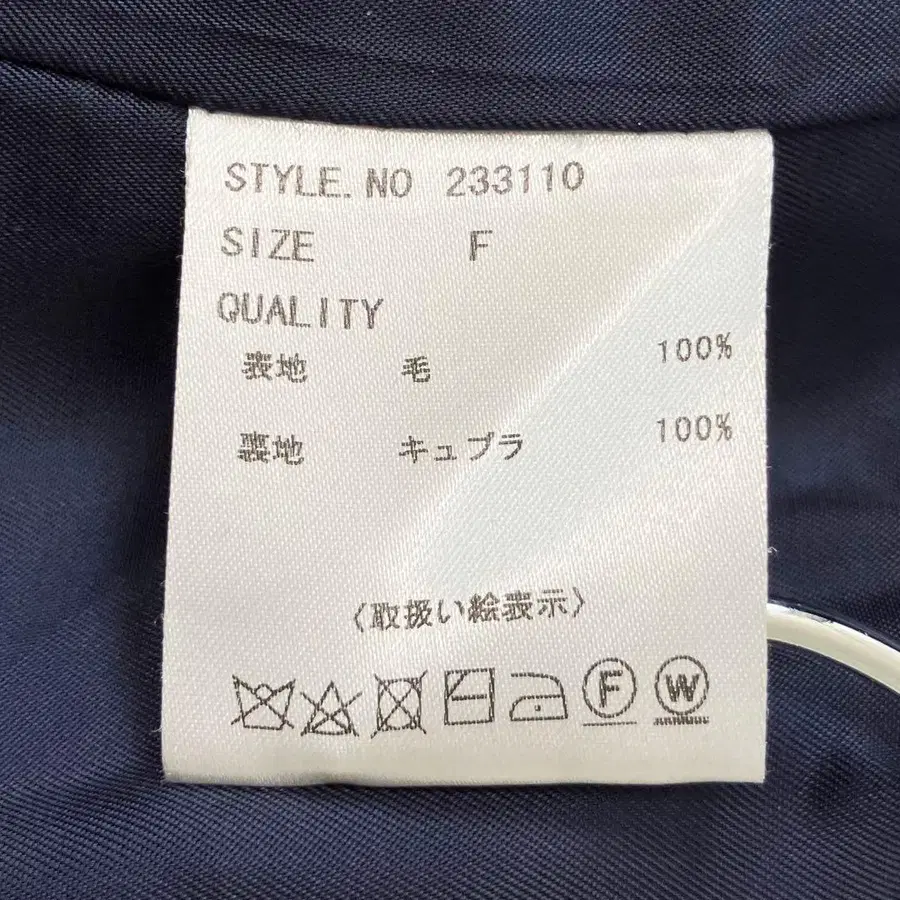 STYLE.NO 233110
SIZE F
QUALITY
表地 毛 100%
裏地 キュプラ 100%
〈取扱い絵表示〉
F W